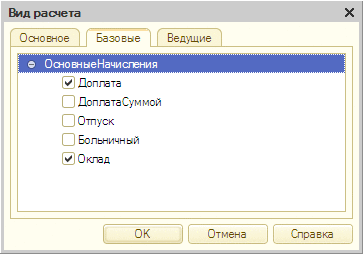 Вид расчета
Основное Базовые Ведущие
ОсновныеНачисления
Доплата
ДоплатаСуммой
Отпуск
Больничный
Оклад
OK Отмена Справка